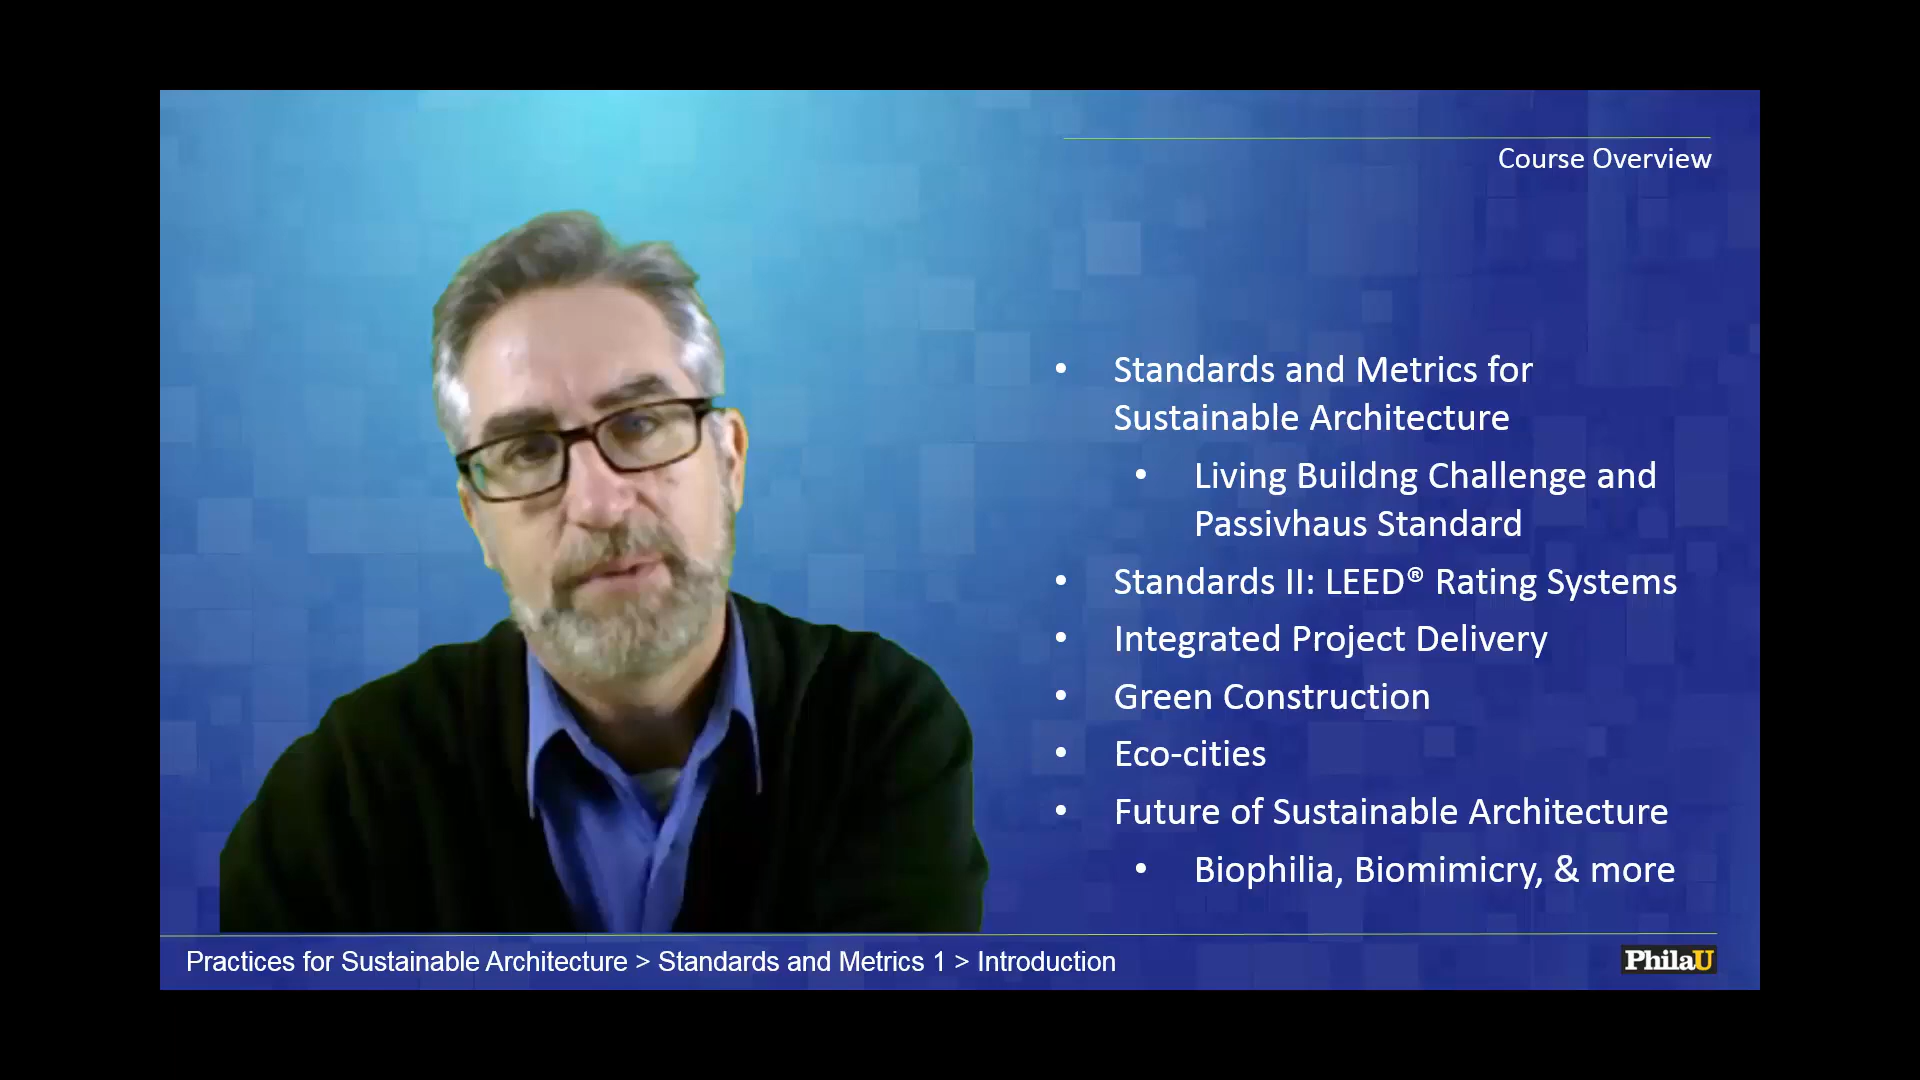 Course Overview
• Standards and Metrics for
Sustainable Architecture
• Living Buildng Challenge and
Passivhaus Standard
• Standards II: LEED® Rating Systems
• Integrated Project Delivery
• Green Construction
• Eco-cities
• Future of Sustainable Architecture
• Biophilia, Biomimicry, & more
Practices for Sustainable Architecture > Standards and Metrics 1 > Introduction
PhilaU